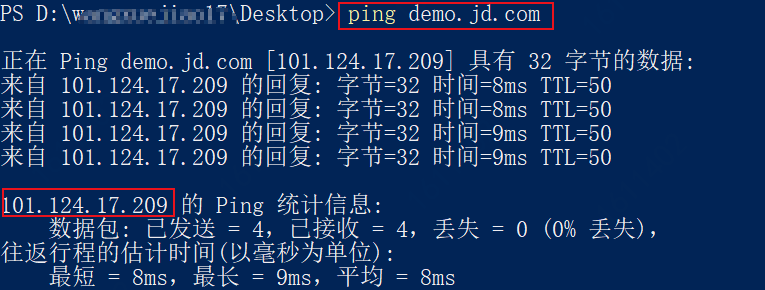 PS D:\w\Desktop> ping demo.jd.com
正在 Ping demo.jd.com [101.124.17.209] 具有 32 字节的数据:
来自 101.124.17.209 的回复: 字节=32 时间=8ms TTL=50
来自 101.124.17.209 的回复: 字节=32 时间=8ms TTL=50
来自 101.124.17.209 的回复: 字节=32 时间=9ms TTL=50
来自 101.124.17.209 的回复: 字节=32 时间=9ms TTL=50
101.124.17.209 的 Ping 统计信息:
数据包: 已发送 = 4，已接收 = 4，丢失 = 0 (0% 丢失)，
往返行程的估计时间(以毫秒为单位):
最短 = 8ms，最长 = 9ms，平均 = 8ms